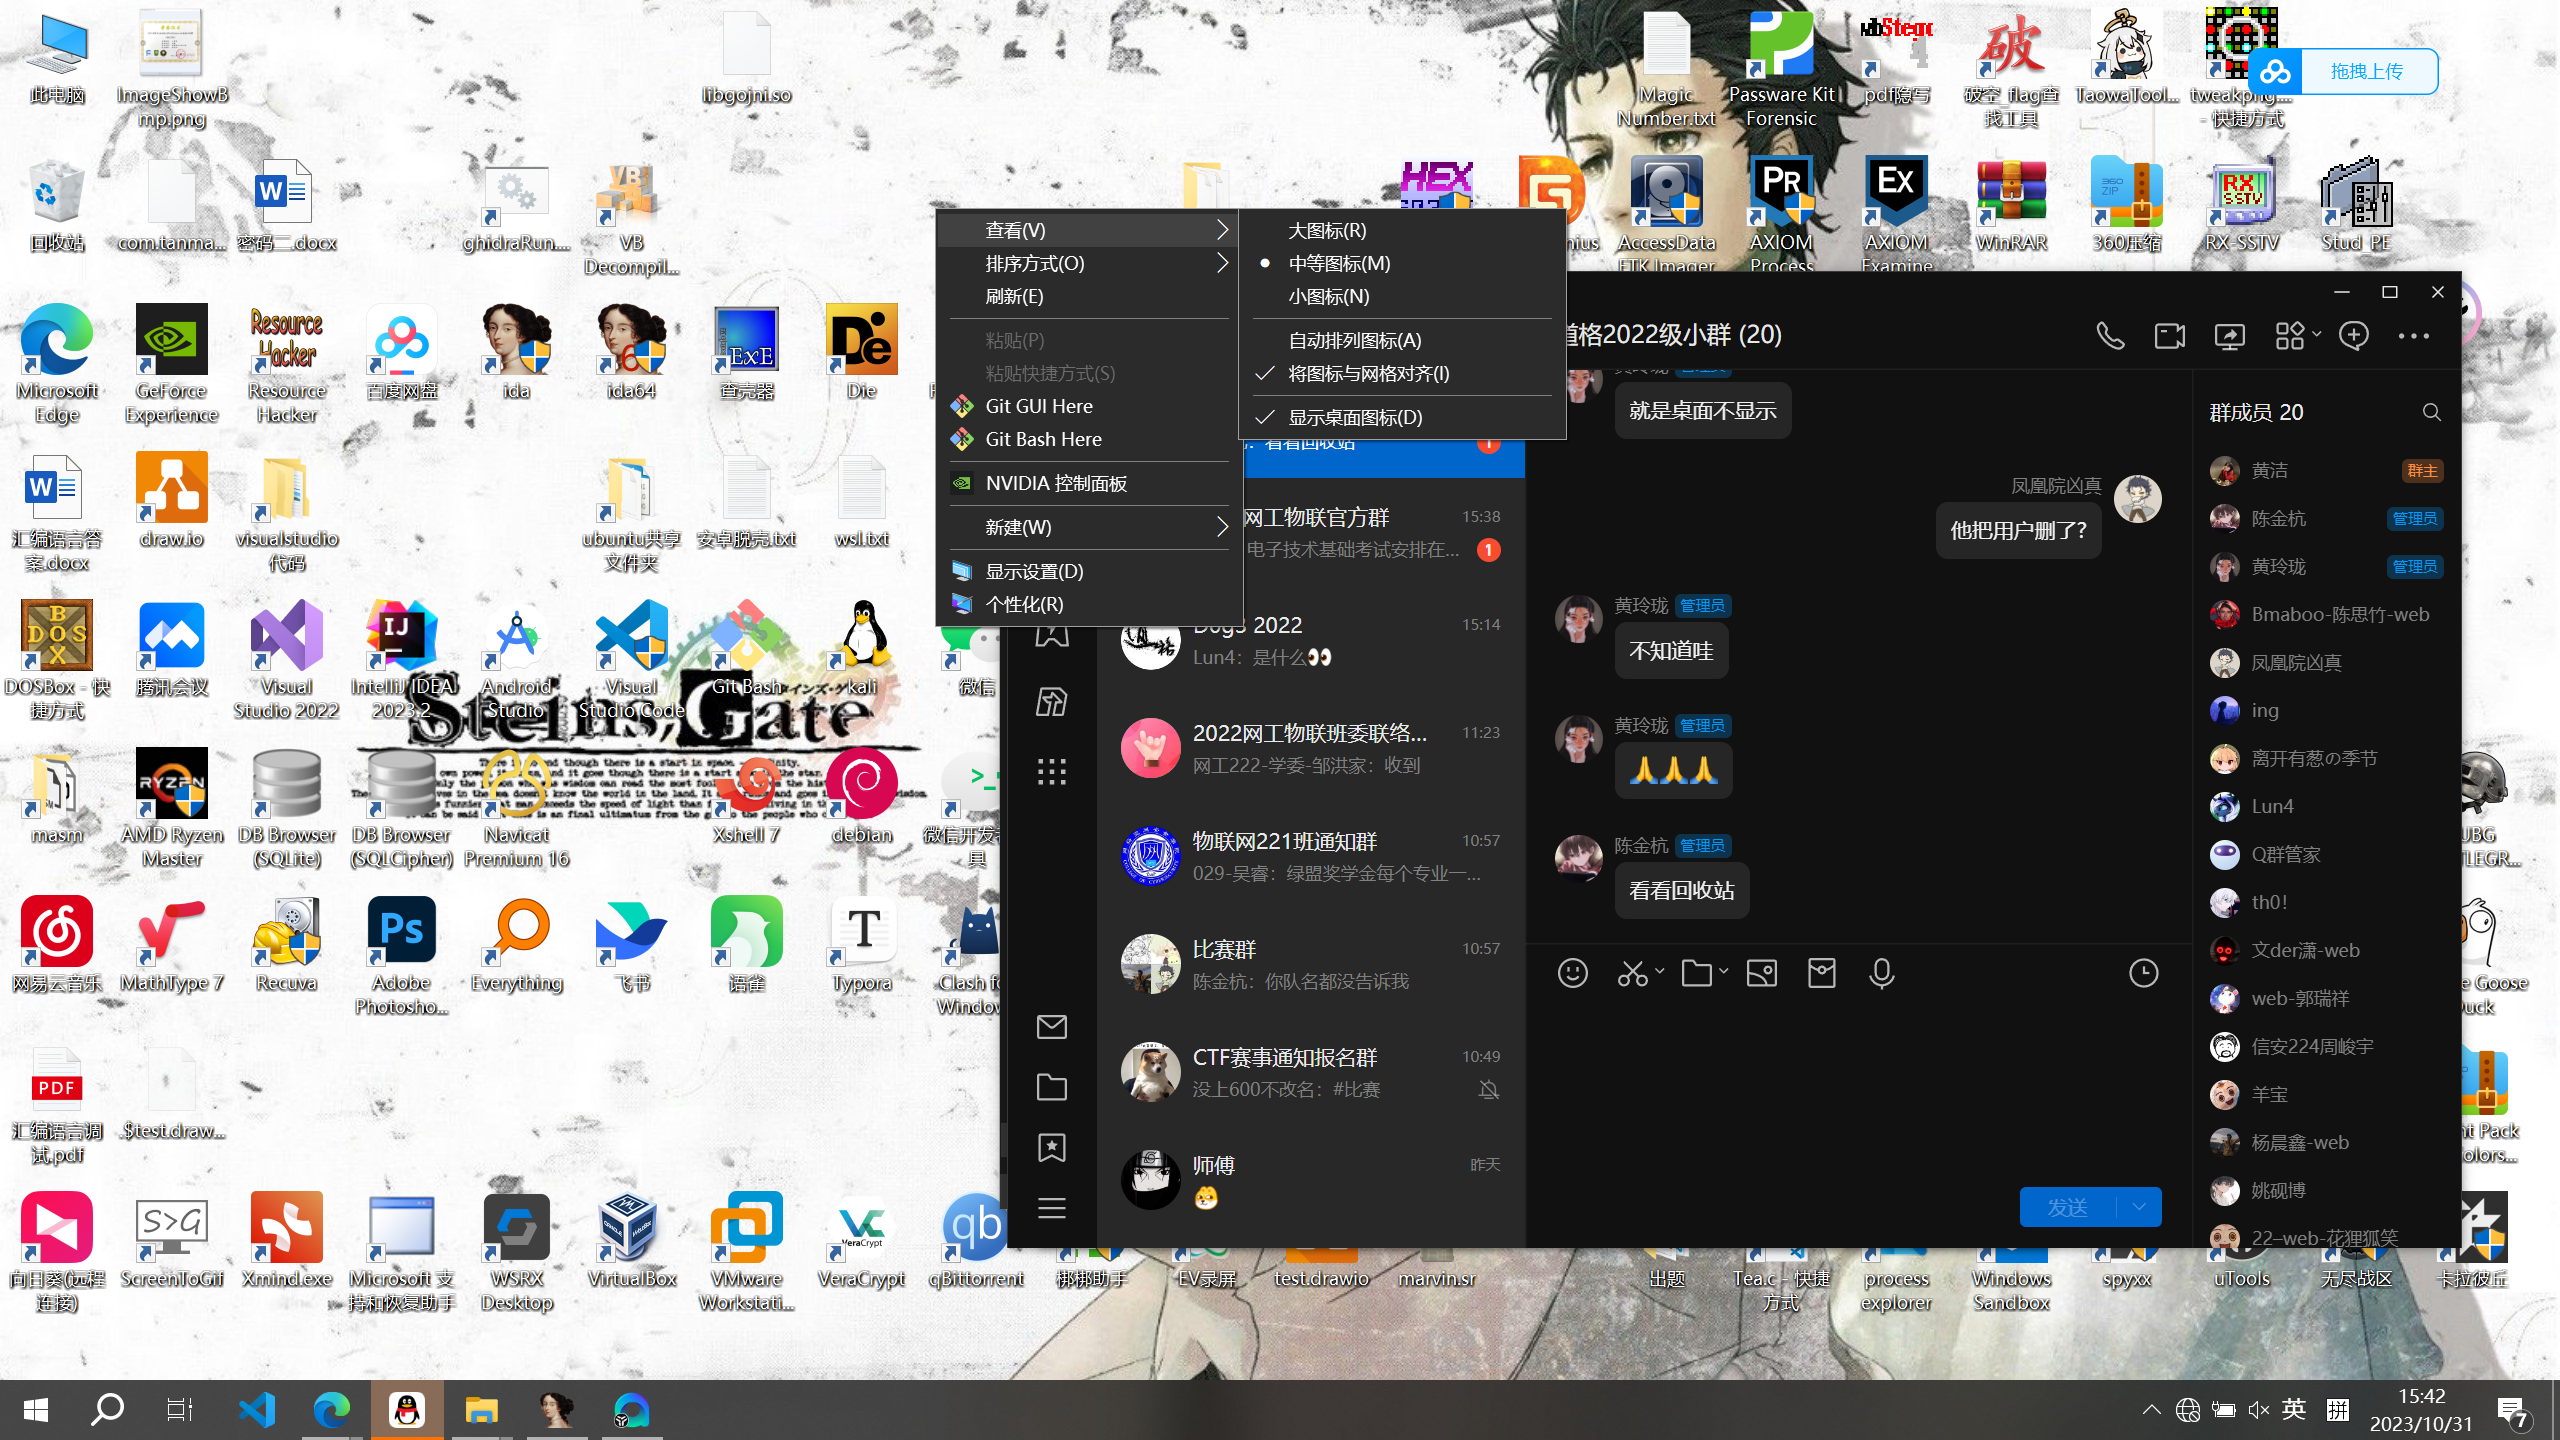 此电脑
ImageShowB
mp.png
libgojni.so
Magic
Number.txt
Passware Kit
Forensic
pdf隐写
破空_flag查
找工具
TaowaTool...
tweakpng....
- 快捷方式
拖拽上传
回收站
com.tanma...
密码二.docx
ghidraRun....
VB
Decompil...
AccessData
FTK Imager
AXIOM
Process
AXIOM
Examine
WinRAR
360压缩
RX-SSTV
Stud_PE
查看(V)
排序方式(O)
刷新(E)
粘贴(P)
粘贴快捷方式(S)
Git GUI Here
Git Bash Here
NVIDIA 控制面板
新建(W)
显示设置(D)
个性化(R)
大图标(R)
中等图标(M)
小图标(N)
自动排列图标(A)
将图标与网格对齐(I)
显示桌面图标(D)
Microsoft
Edge
GeForce
Experience
Resource
Hacker
百度网盘
ida
ida64
查壳器
Die
汇编语言答
案.docx
draw.io
visualstudio
代码
ubuntu共享
文件夹
安卓脱壳.txt
wsl.txt
DOSBox - 快
捷方式
腾讯会议
Visual
Studio 2022
IntelliJ IDEA
2023.2
Android
Studio
Visual
Studio Code
Git Bash
kali
微信
Steins;Gate
masm
AMD Ryzen
Master
DB Browser
(SQLite)
DB Browser
(SQLCipher)
Navicat
Premium 16
Xshell 7
debian
微信开发者
具
网易云音乐
MathType 7
Recuva
Adobe
Photosho...
Everything
飞书
语雀
Typora
Clash fo
Window
汇编语言调
试.pdf
.$test.draw...
向日葵(远程
连接)
ScreenToGif
Xmind.exe
Microsoft 支
持和恢复助手
WSRX
Desktop
VirtualBox
VMware
Workstati...
VeraCrypt
qBittorrent
梆梆助手
EV录屏
test.drawio
marvin.sr
出题
Tea.c - 快捷
方式
process
explorer
Windows
Sandbox
spyxx
uTools
无尽战区
卡拉彼丘
道格2022级小群 (20)
看看回收站
1
网工物联官方群
15:38
电子技术基础考试安排在...
1
D0g3 2022
15:14
Lun4：是什么👀
2022网工物联班委联络...
11:23
网工222-学委-邹洪家：收到
物联网221班通知群
10:57
029-吴睿：绿盟奖学金每个专业一...
比赛群
10:57
陈金杭：你队名都没告诉我
CTF赛事通知报名群
10:49
没上600不改名：#比赛
师傅
昨天
就是桌面不显示
凤凰院凶真
他把用户删了?
黄玲珑 管理员
不知道哇
黄玲珑 管理员
🙏🙏🙏
陈金杭 管理员
看看回收站
发送
群成员 20
黄洁 群主
陈金杭 管理员
黄玲珑 管理员
Bmaboo-陈思竹-web
凤凰院凶真
ing
离开有葱の季节
Lun4
Q群管家
th0!
文der潇-web
web-郭瑞祥
信安224周峻宇
羊宝
杨晨鑫-web
姚砚博
22–web-花狸狐笑
英
拼
15:42
2023/10/31
7